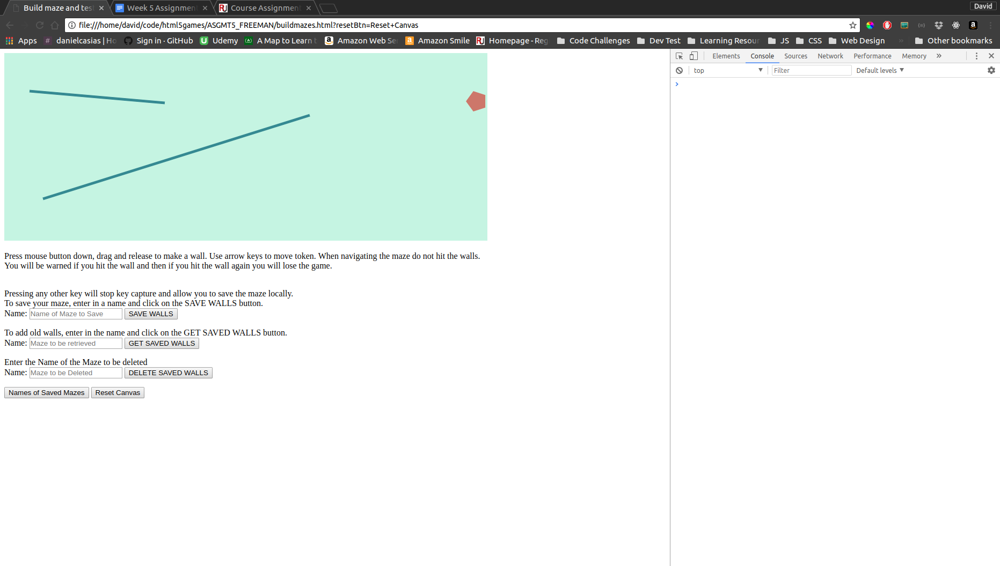 Build maze and test
Week 5 Assignment
Course Assignment
David
file:///home/david/code/html5games/ASGMT5_FREEMAN/buildmazes.html?resetBtn=Reset+Canvas
Apps
danielcasias | Ho
Sign in · GitHub
Udemy
A Map to Learn t
Amazon Web Se
Amazon Smile
Homepage - Reg
Code Challenges
Dev Test
Learning Resour
JS
CSS
Web Design
Other bookmarks
Elements Console Sources Network Performance Memory
top Filter Default levels
Press mouse button down, drag and release to make a wall. Use arrow keys to move token. When navigating the maze do not hit the walls.
You will be warned if you hit the wall and then if you hit the wall again you will lose the game.
Pressing any other key will stop key capture and allow you to save the maze locally.
To save your maze, enter in a name and click on the SAVE WALLS button.
Name: Name of Maze to Save SAVE WALLS
To add old walls, enter in the name and click on the GET SAVED WALLS button.
Name: Maze to be retrieved GET SAVED WALLS
Enter the Name of the Maze to be deleted
Name: Maze to be Deleted DELETE SAVED WALLS
Names of Saved Mazes Reset Canvas